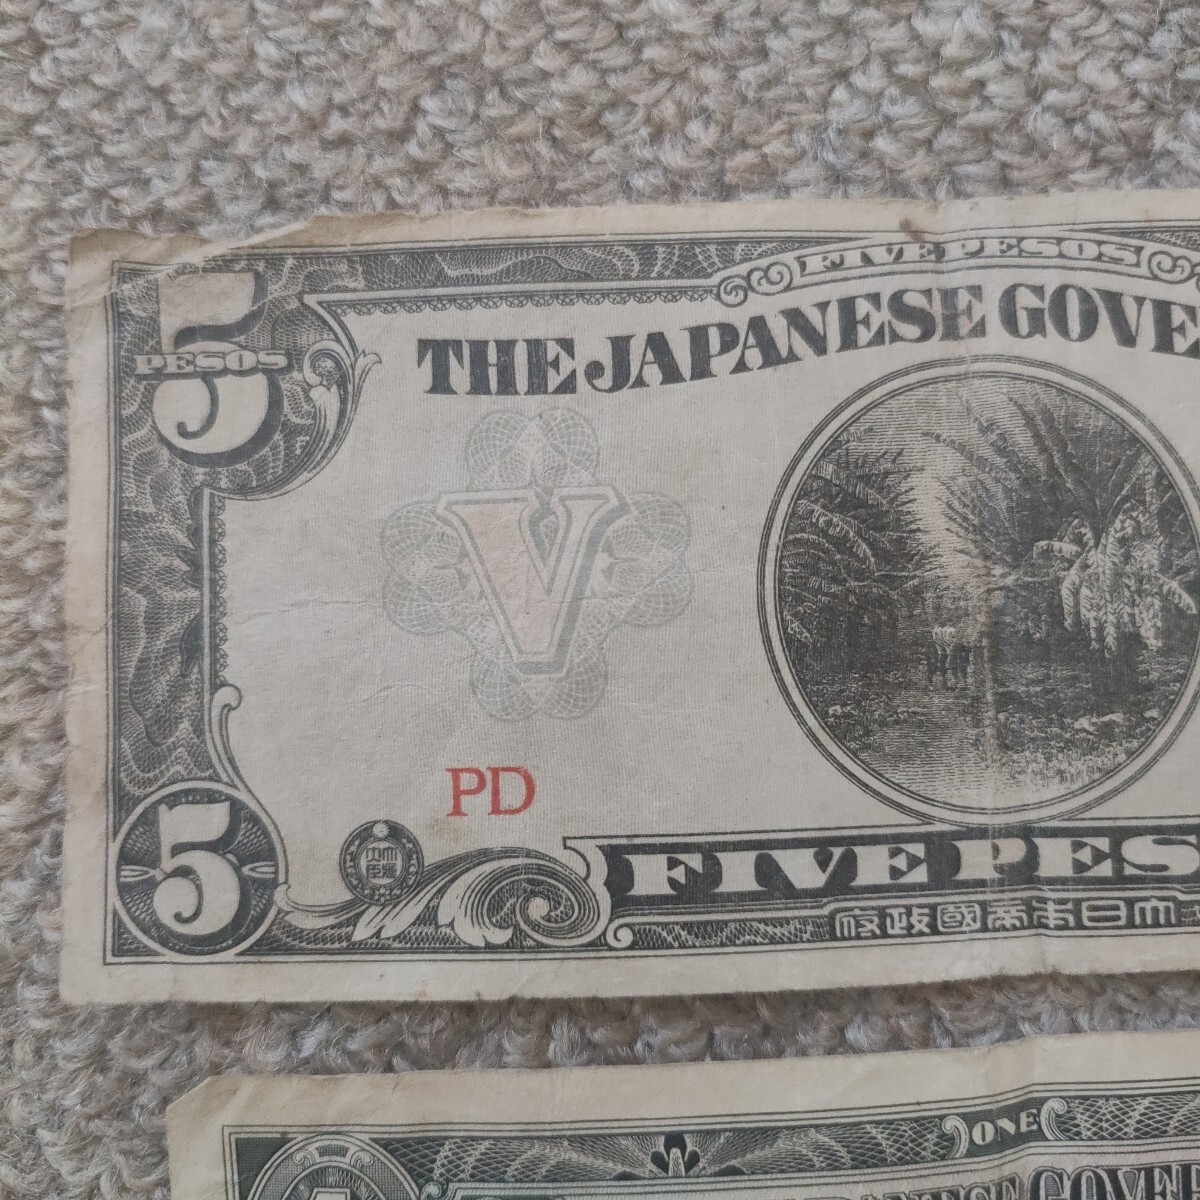 FIVE PESOS
5
PESOS
THE JAPANESE GOVE
V
PD
5
FIVE PES
府政國帝本日大
ONE